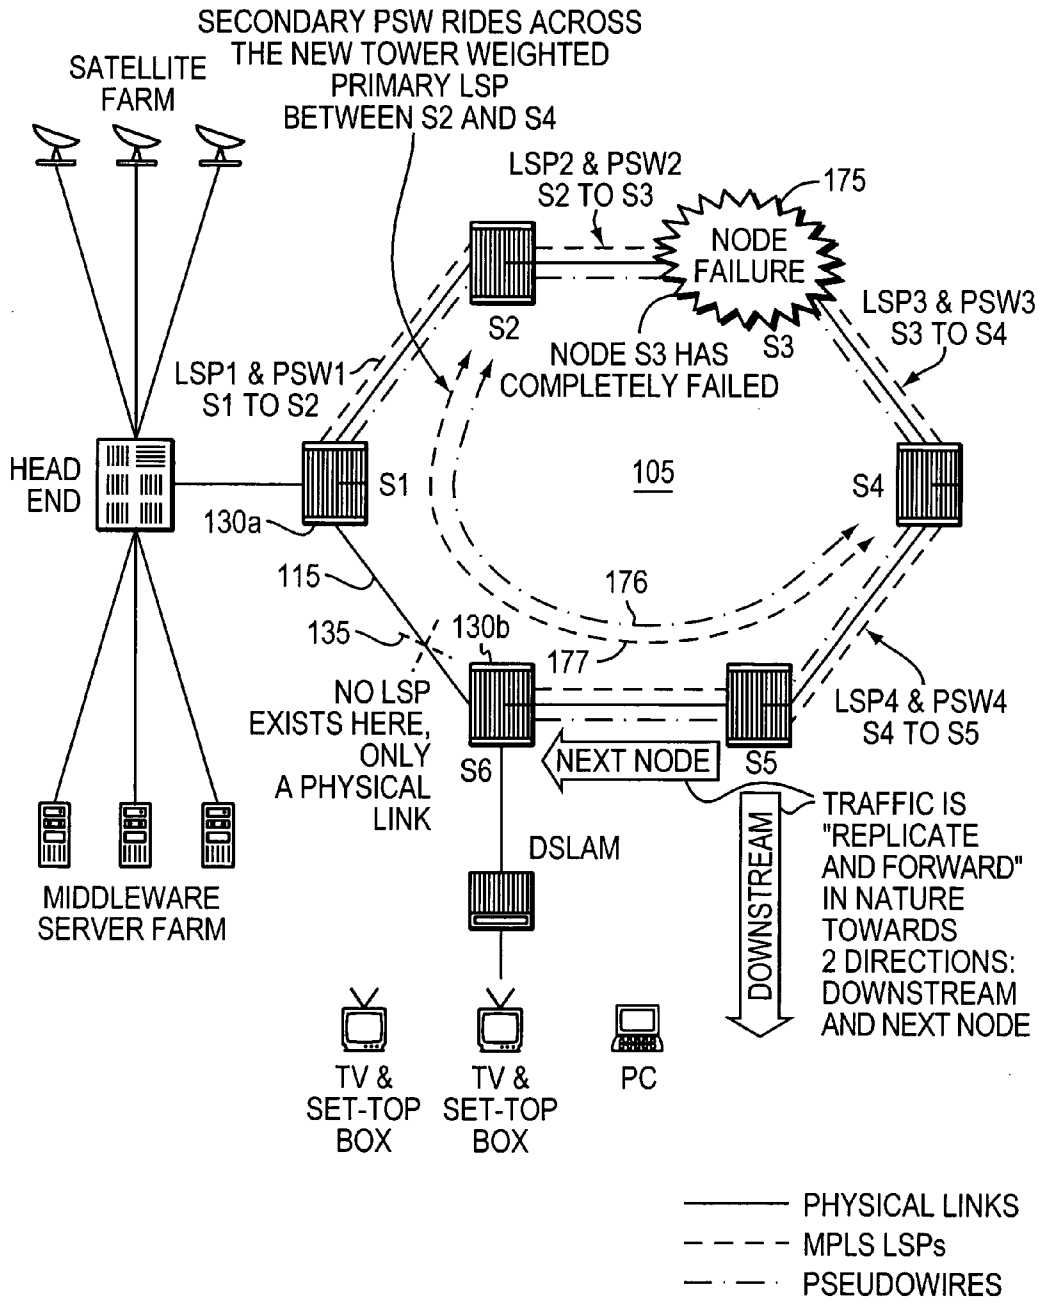 SECONDARY PSW RIDES ACROSS
THE NEW TOWER WEIGHTED
PRIMARY LSP
BETWEEN S2 AND S4
SATELLITE
FARM
LSP2 & PSW2
S2 TO S3
175
NODE
FAILURE
S2
S3
LSP3 & PSW3
S3 TO S4
NODE S3 HAS
COMPLETELY FAILED
LSP1 & PSW1
S1 TO S2
HEAD
END
S1
130a
105
S4
115
135
130b
176
177
NO LSP
EXISTS HERE,
ONLY
A PHYSICAL
LINK
S6
NEXT NODE
S5
LSP4 & PSW4
S4 TO S5
DSLAM
DOWNSTREAM
TRAFFIC IS
"REPLICATE
AND FORWARD"
IN NATURE
TOWARDS
2 DIRECTIONS:
DOWNSTREAM
AND NEXT NODE
MIDDLEWARE
SERVER FARM
TV &
SET-TOP
BOX
TV &
SET-TOP
BOX
PC
PHYSICAL LINKS
MPLS LSPs
PSEUDOWIRES